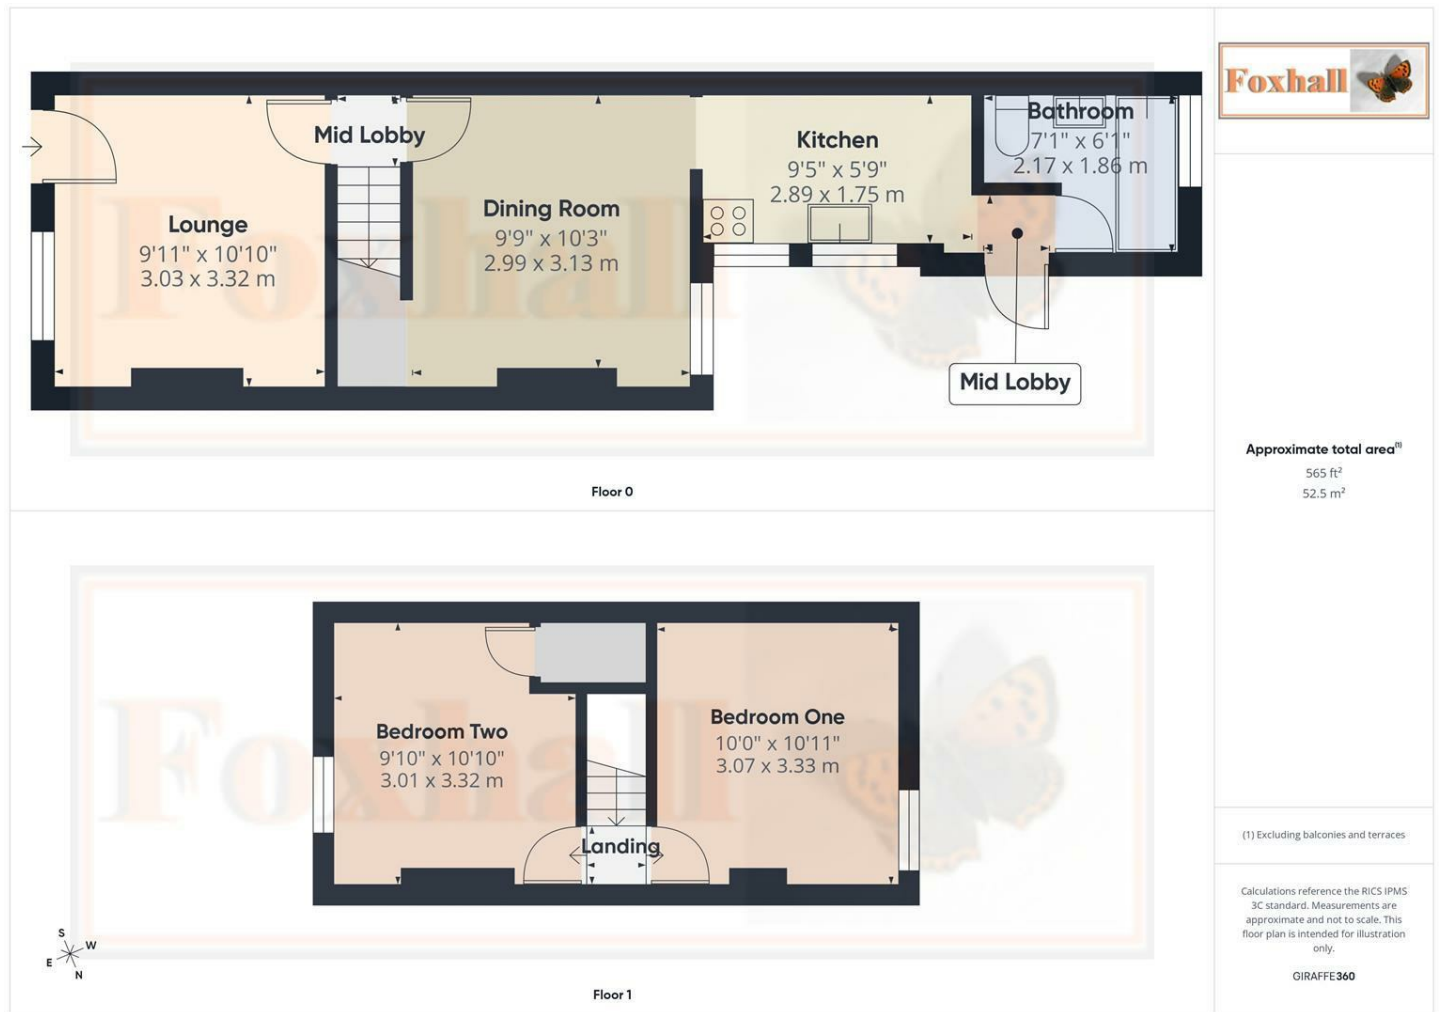 Foxhall
Mid Lobby
Lounge
9'11" x 10'10"
3.03 x 3.32 m
Dining Room
9'9" x 10'3"
2.99 x 3.13 m
Kitchen
9'5" x 5'9"
2.89 x 1.75 m
Bathroom
7'1" x 6'1"
2.17 x 1.86 m
Mid Lobby
Foxhall
Floor 0
Approximate total area(1)
565 ft²
52.5 m²
Bedroom Two
9'10" x 10'10"
3.01 x 3.32 m
Bedroom One
10'0" x 10'11"
3.07 x 3.33 m
Landing
Foxhall
Floor 1
S
W
E
N
(1) Excluding balconies and terraces
Calculations reference the RICS IPMS
3C standard. Measurements are
approximate and not to scale. This
floor plan is intended for illustration
only.
GIRAFFE360